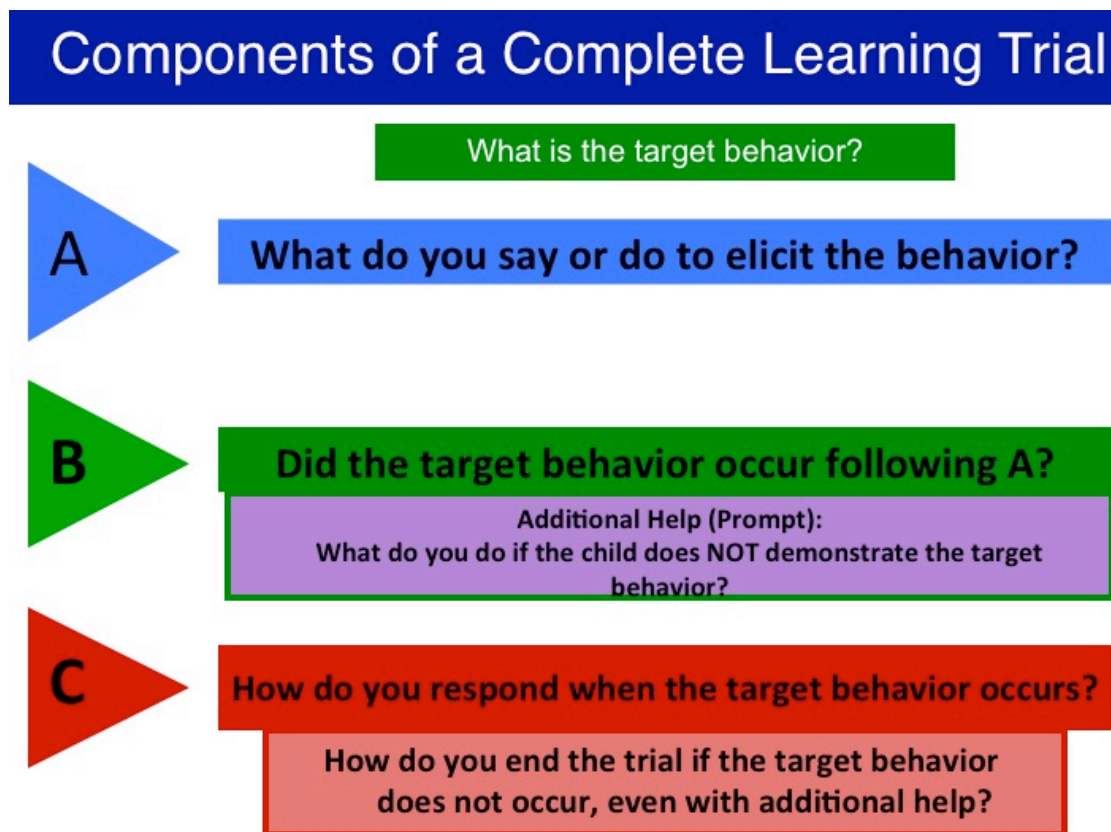 Components of a Complete Learning Trial
What is the target behavior?
A
What do you say or do to elicit the behavior?
B
Did the target behavior occur following A?
Additional Help (Prompt):
What do you do if the child does NOT demonstrate the target
behavior?
C
How do you respond when the target behavior occurs?
How do you end the trial if the target behavior
does not occur, even with additional help?